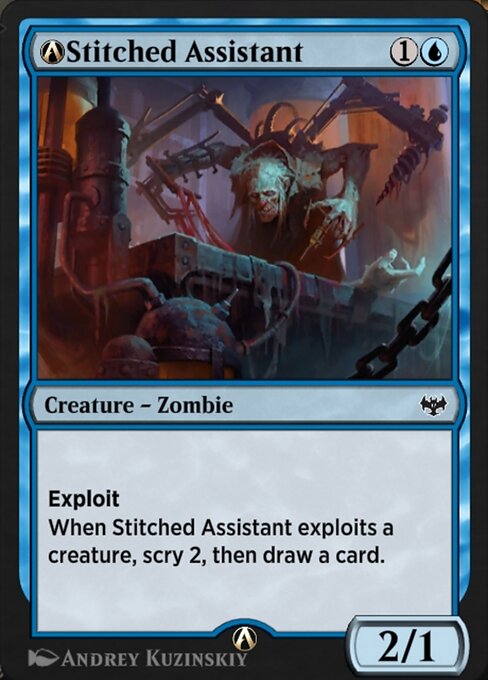 Stitched Assistant 1
Creature – Zombie
Exploit
When Stitched Assistant exploits a
creature, scry 2, then draw a card.
2/1
Andrey Kuzinskiy